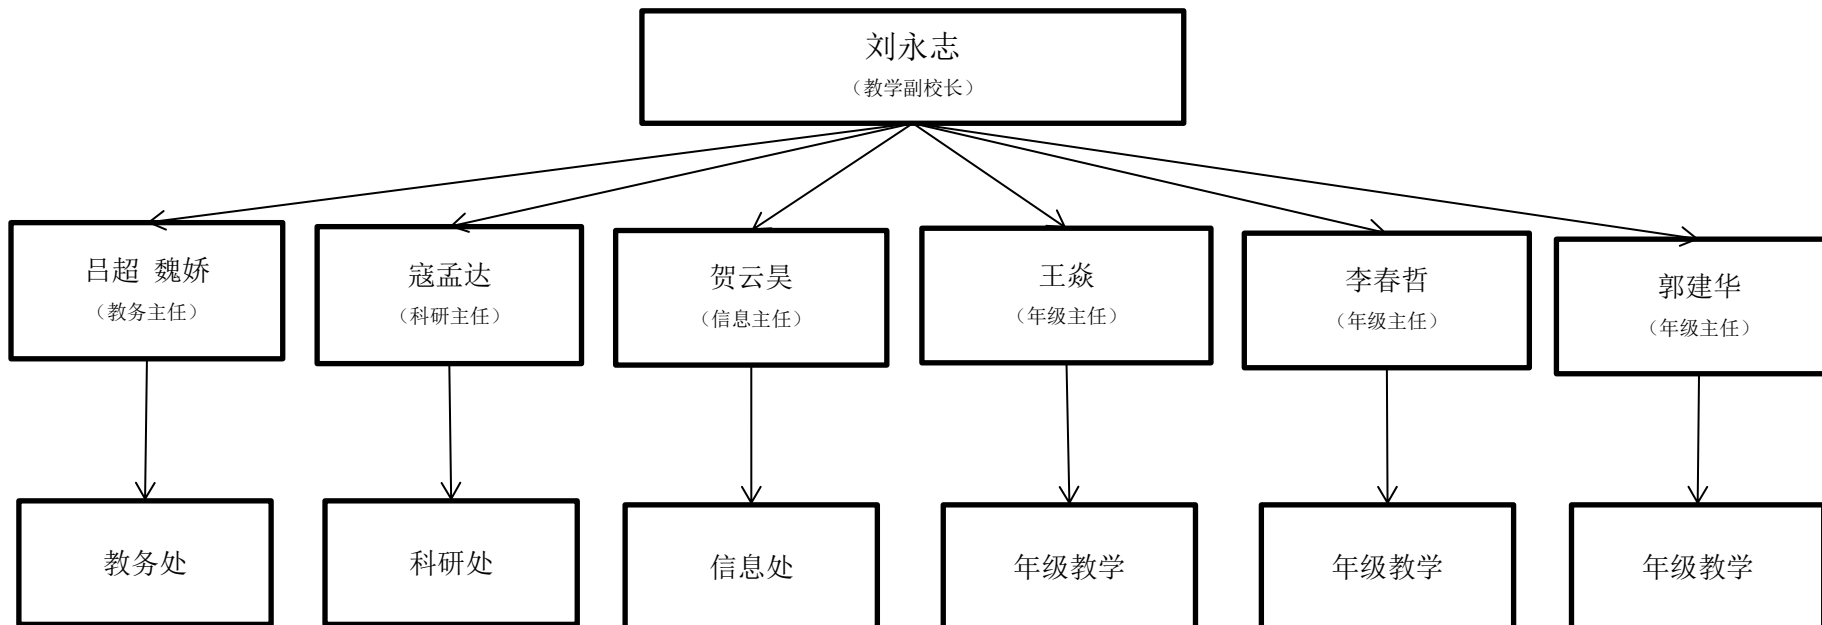 刘永志
（教学副校长）
吕超 魏娇
（教务主任）
寇孟达
（科研主任）
贺云昊
（信息主任）
王焱
（年级主任）
李春哲
（年级主任）
郭建华
（年级主任）
教务处
科研处
信息处
年级教学
年级教学
年级教学